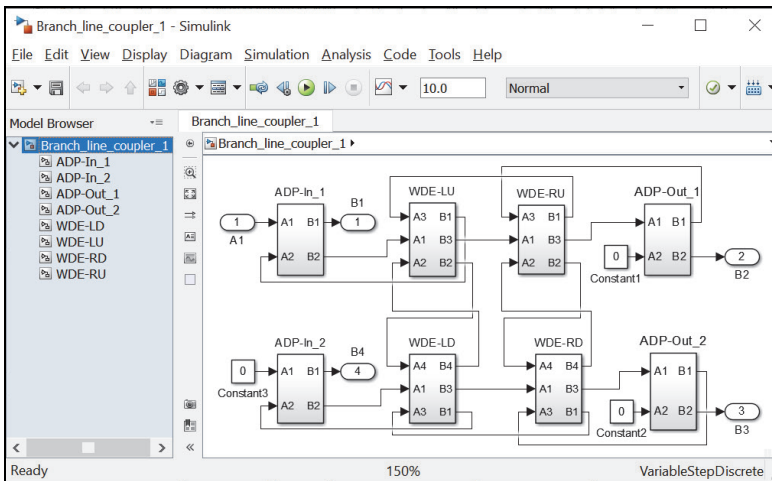 Branch_line_coupler_1 - Simulink
File Edit View Display Diagram Simulation Analysis Code Tools Help
10.0 Normal
Model Browser
Branch_line_coupler_1
Branch_line_coupler_1
ADP-In_1
ADP-In_2
ADP-Out_1
ADP-Out_2
WDE-LD
WDE-LU
WDE-RD
WDE-RU
Branch_line_coupler_1
ADP-In_1 B1 WDE-LU WDE-RU ADP-Out_1
A3 B1 A3 B1
1 A1 B1 1 A1 B3 A1 B3 A1 B1
A1
A2 B2 A2 B2 A2 B2 0 A2 B2 2
Constant1 B2
ADP-In_2 B4 WDE-LD WDE-RD ADP-Out_2
A4 B4 A4 B4
0 A1 B1 4 A1 B3 A1 B3 A1 B1
Constant3
A2 B2 A3 B1 A3 B1 0 A2 B2 3
Constant2 B3
Ready 150% VariableStepDiscrete